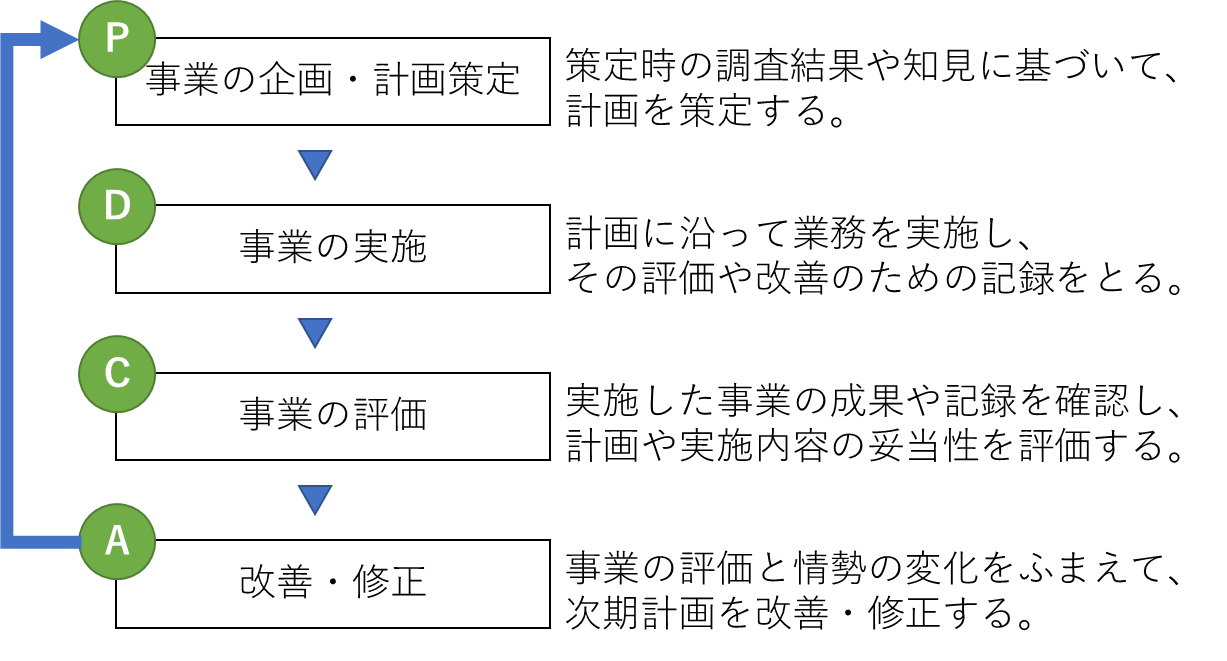 P
事業の企画・計画策定
策定時の調査結果や知見に基づいて、
計画を策定する。
D
事業の実施
計画に沿って業務を実施し、
その評価や改善のための記録をとる。
C
事業の評価
実施した事業の成果や記録を確認し、
計画や実施内容の妥当性を評価する。
A
改善・修正
事業の評価と情勢の変化をふまえて、
次期計画を改善・修正する。